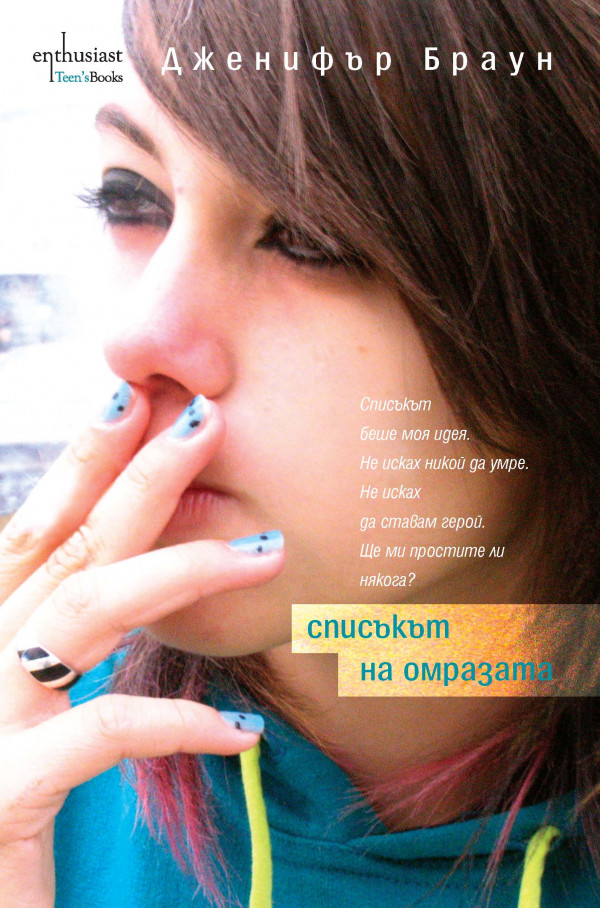 enthusiast
Teen'sBooks
Дженифър Браун
Списъкът
беше моя идея.
Не исках никой да умре.
Не исках
да ставам герой.
Ще ми простите ли
някога?
списъкът
на омразата